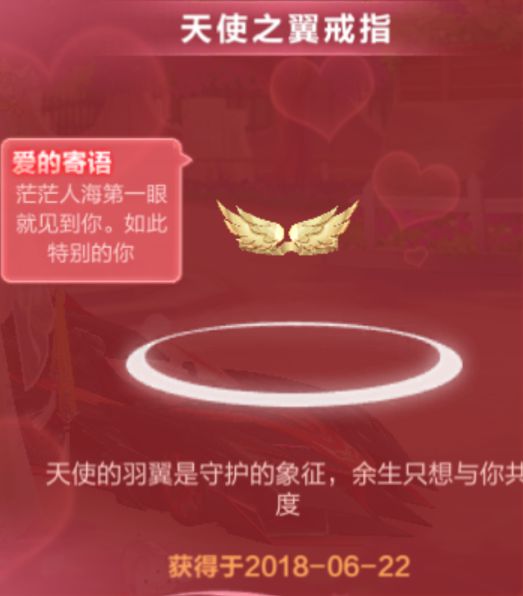 天使之翼戒指
爱的寄语
茫茫人海第一眼
就见到你。如此
特别的你
天使的羽翼是守护的象征，余生只想与你共
度
获得于2018-06-22